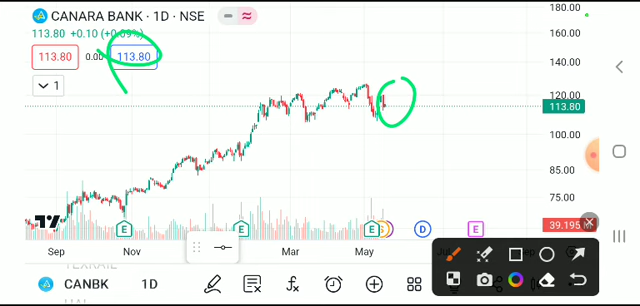 CANARA BANK · 1D · NSE
113.80 +0.10 (+0.09%)
113.80 0.00 113.80
1
180.00
160.00
140.00
120.00
113.80
100.00
85.00
75.00
39.195
E E E D E
Sep Nov Mar May
CANBK 1D